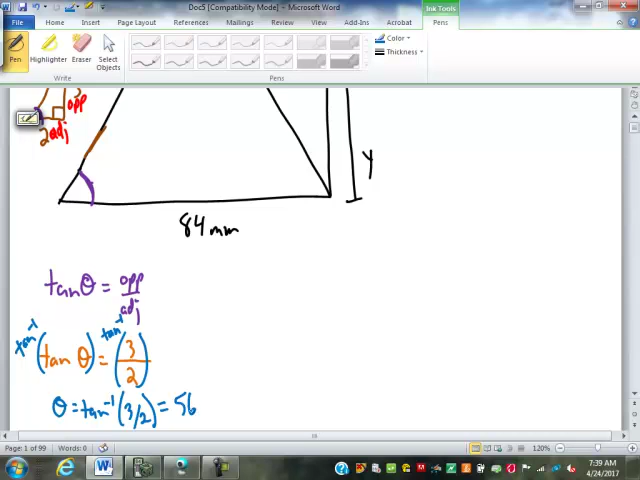 Doc5 [Compatibility Mode] - Microsoft Word
Ink Tools
File
Home
Insert
Page Layout
References
Mailings
Review
View
Add-Ins
Acrobat
Pens
Pen
Highlighter
Eraser
Select Objects
Color
Thickness
Write
Pens
opp
2 adj
y
84 mm
tanθ = opp/adj
tan⁻¹(tan θ) = tan⁻¹(3/2)
θ = tan⁻¹(3/2) = 56
Page: 1 of 99
Words: 0
120%
7:39 AM
4/24/2017